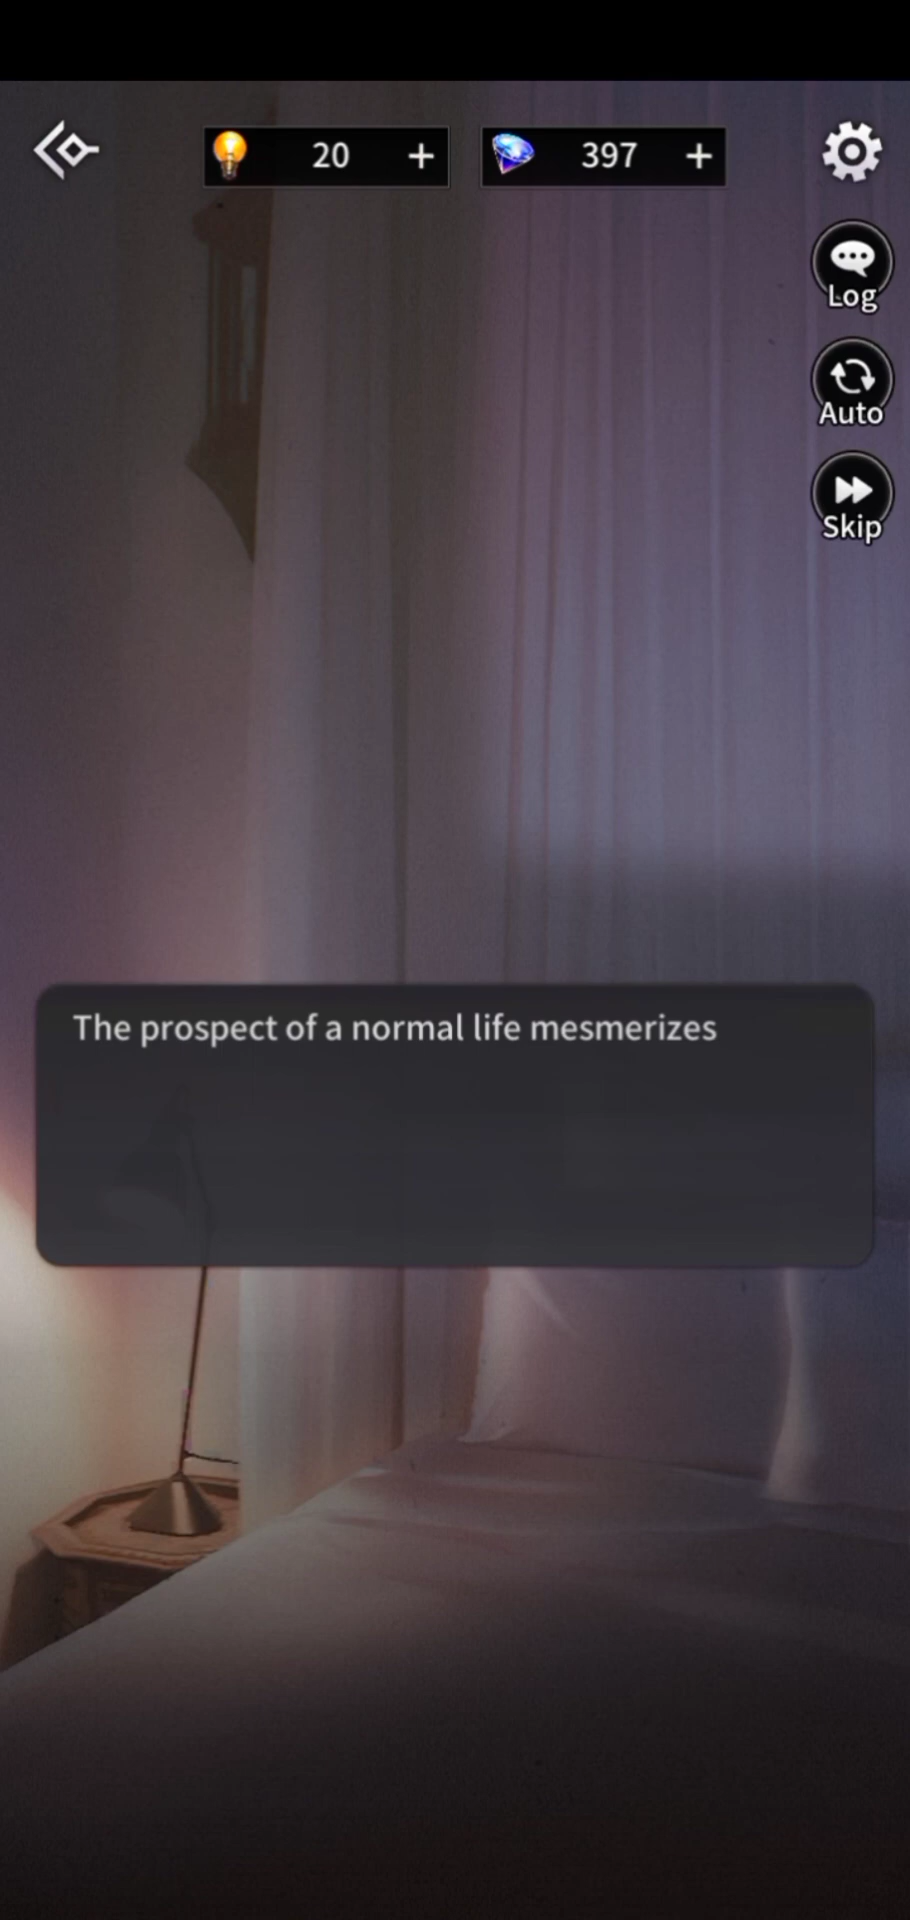 20 +
397 +
Log
Auto
Skip
The prospect of a normal life mesmerizes